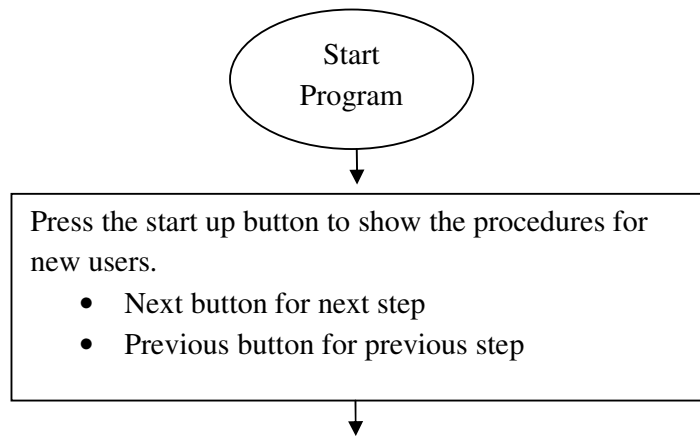 Start
Program
Press the start up button to show the procedures for
new users.
• Next button for next step
• Previous button for previous step